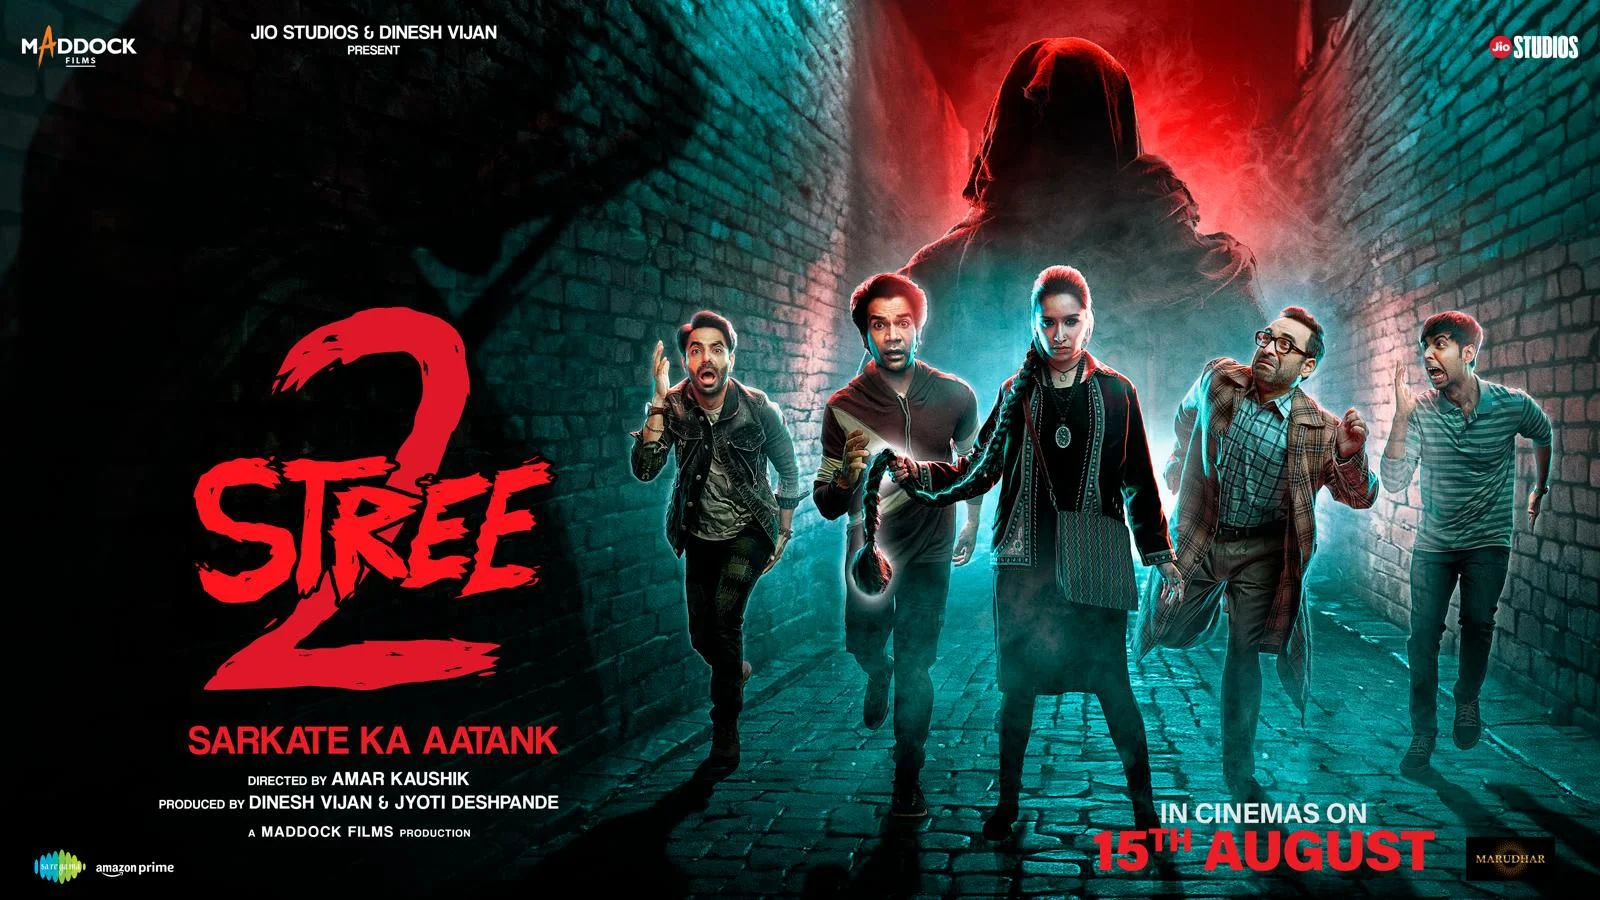 MADDOCK
FILMS
JIO STUDIOS & DINESH VIJAN
PRESENT
Jio STUDIOS
2
STREE
SARKATE KA AATANK
DIRECTED BY AMAR KAUSHIK
PRODUCED BY DINESH VIJAN & JYOTI DESHPANDE
A MADDOCK FILMS PRODUCTION
IN CINEMAS ON
15TH AUGUST
saregama
amazon prime
MARUDHAR